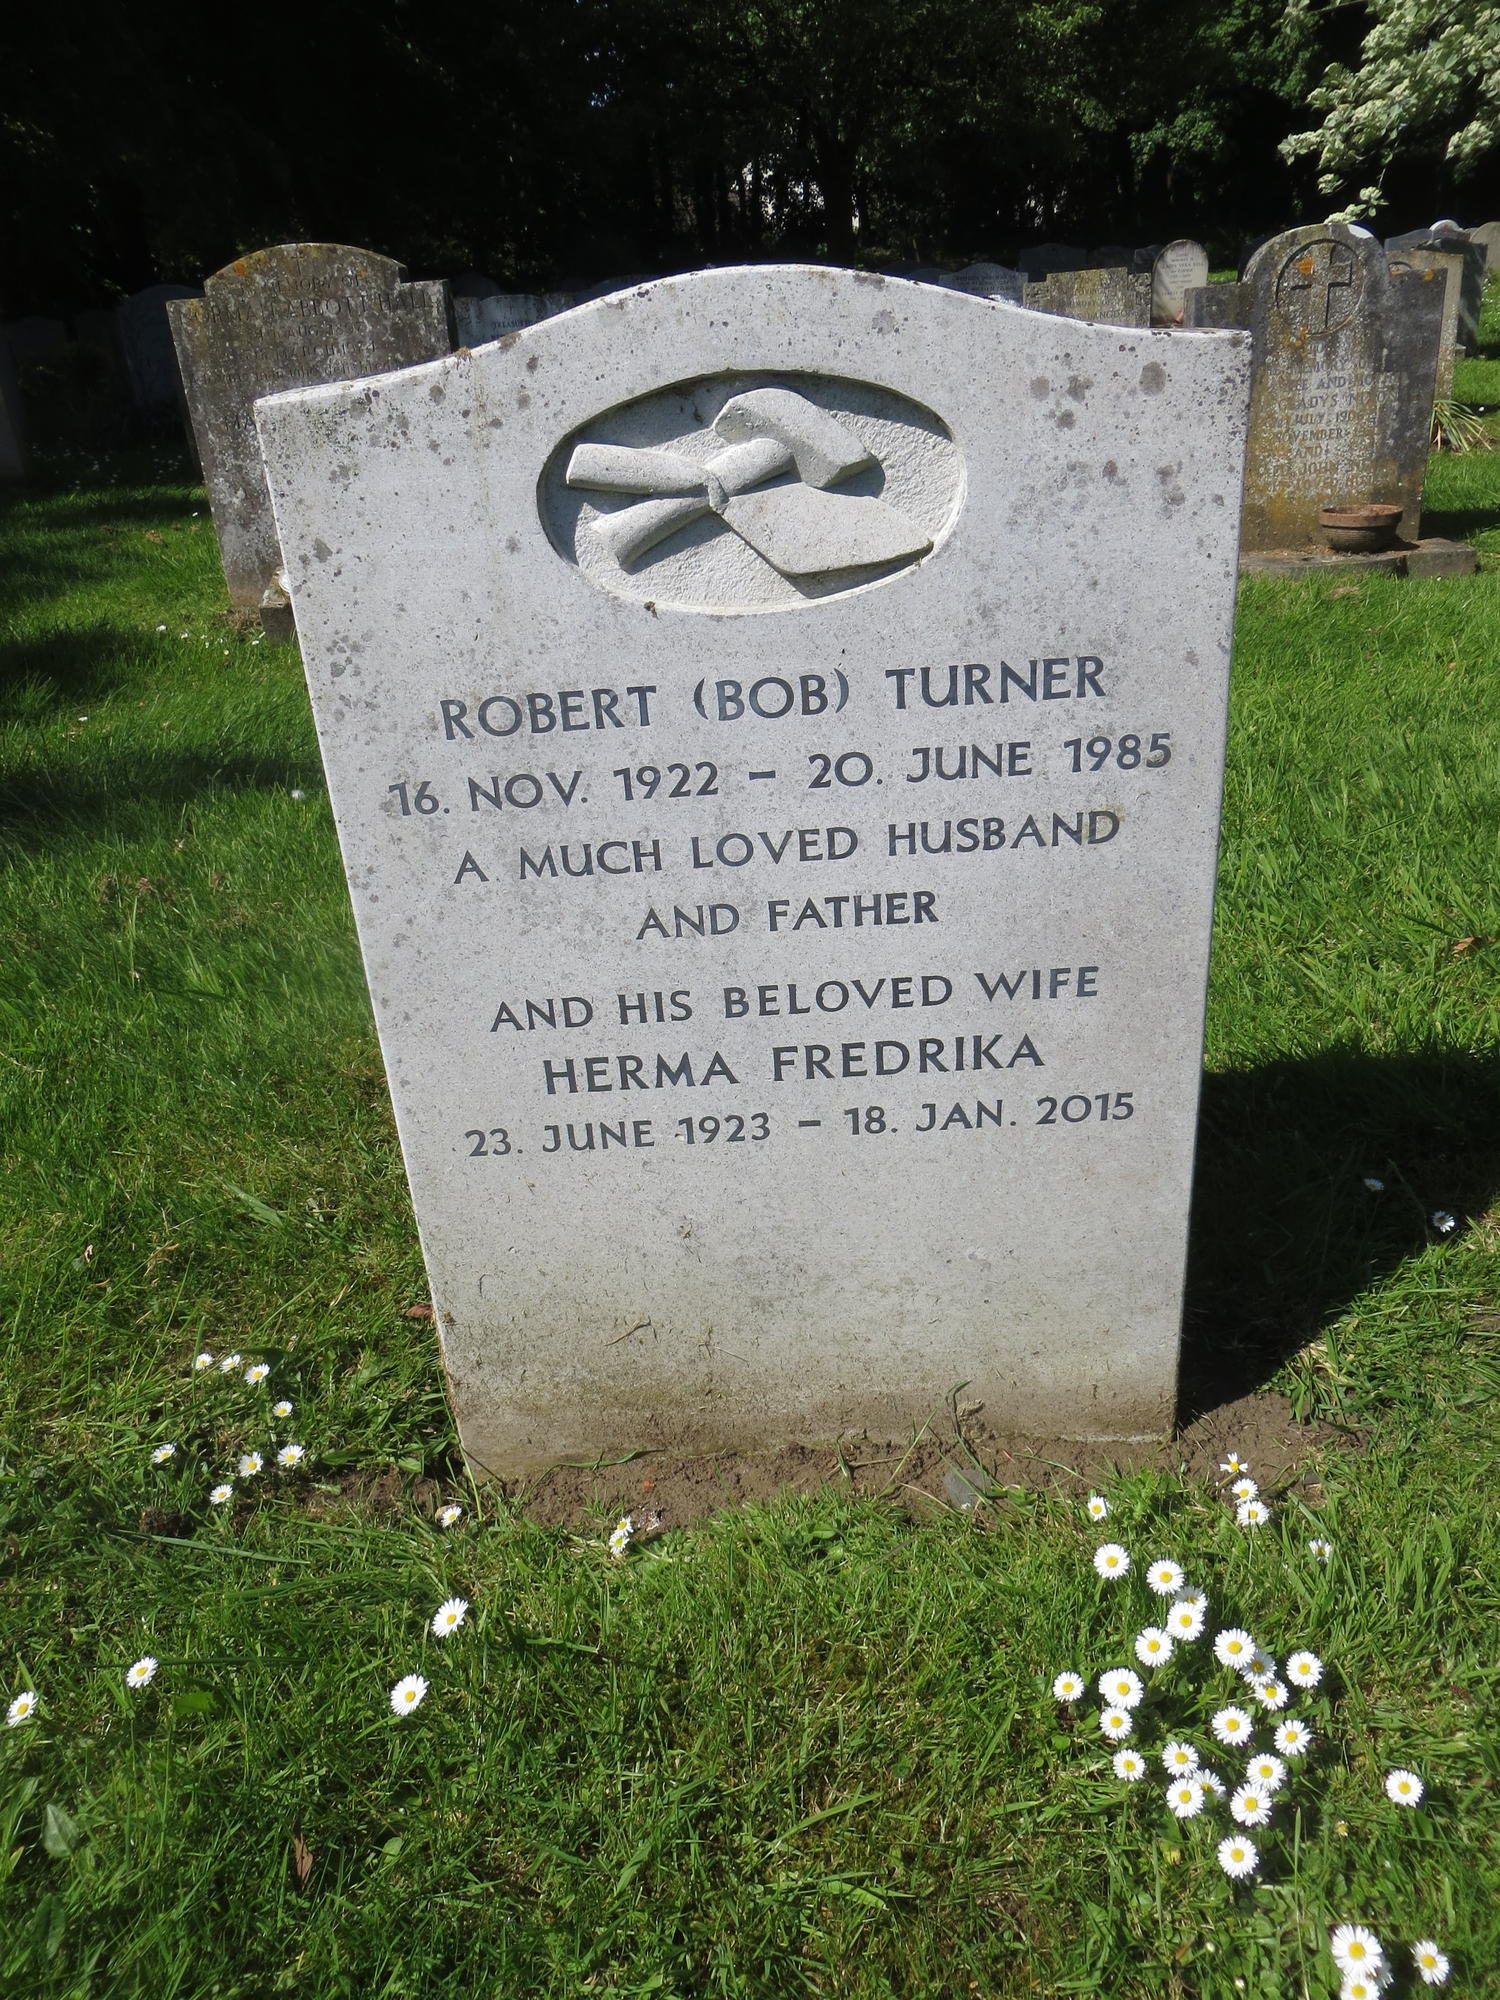 ROBERT (BOB) TURNER
16. NOV. 1922 – 20. JUNE 1985
A MUCH LOVED HUSBAND
AND FATHER
AND HIS BELOVED WIFE
HERMA FREDRIKA
23. JUNE 1923 – 18. JAN. 2015